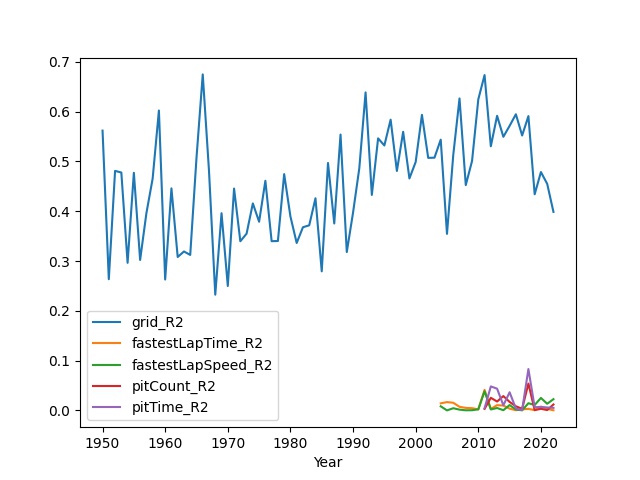 0.7
0.6
0.5
0.4
0.3
0.2
0.1
0.0
grid_R2
fastestLapTime_R2
fastestLapSpeed_R2
pitCount_R2
pitTime_R2
1950 1960 1970 1980 1990 2000 2010 2020
Year